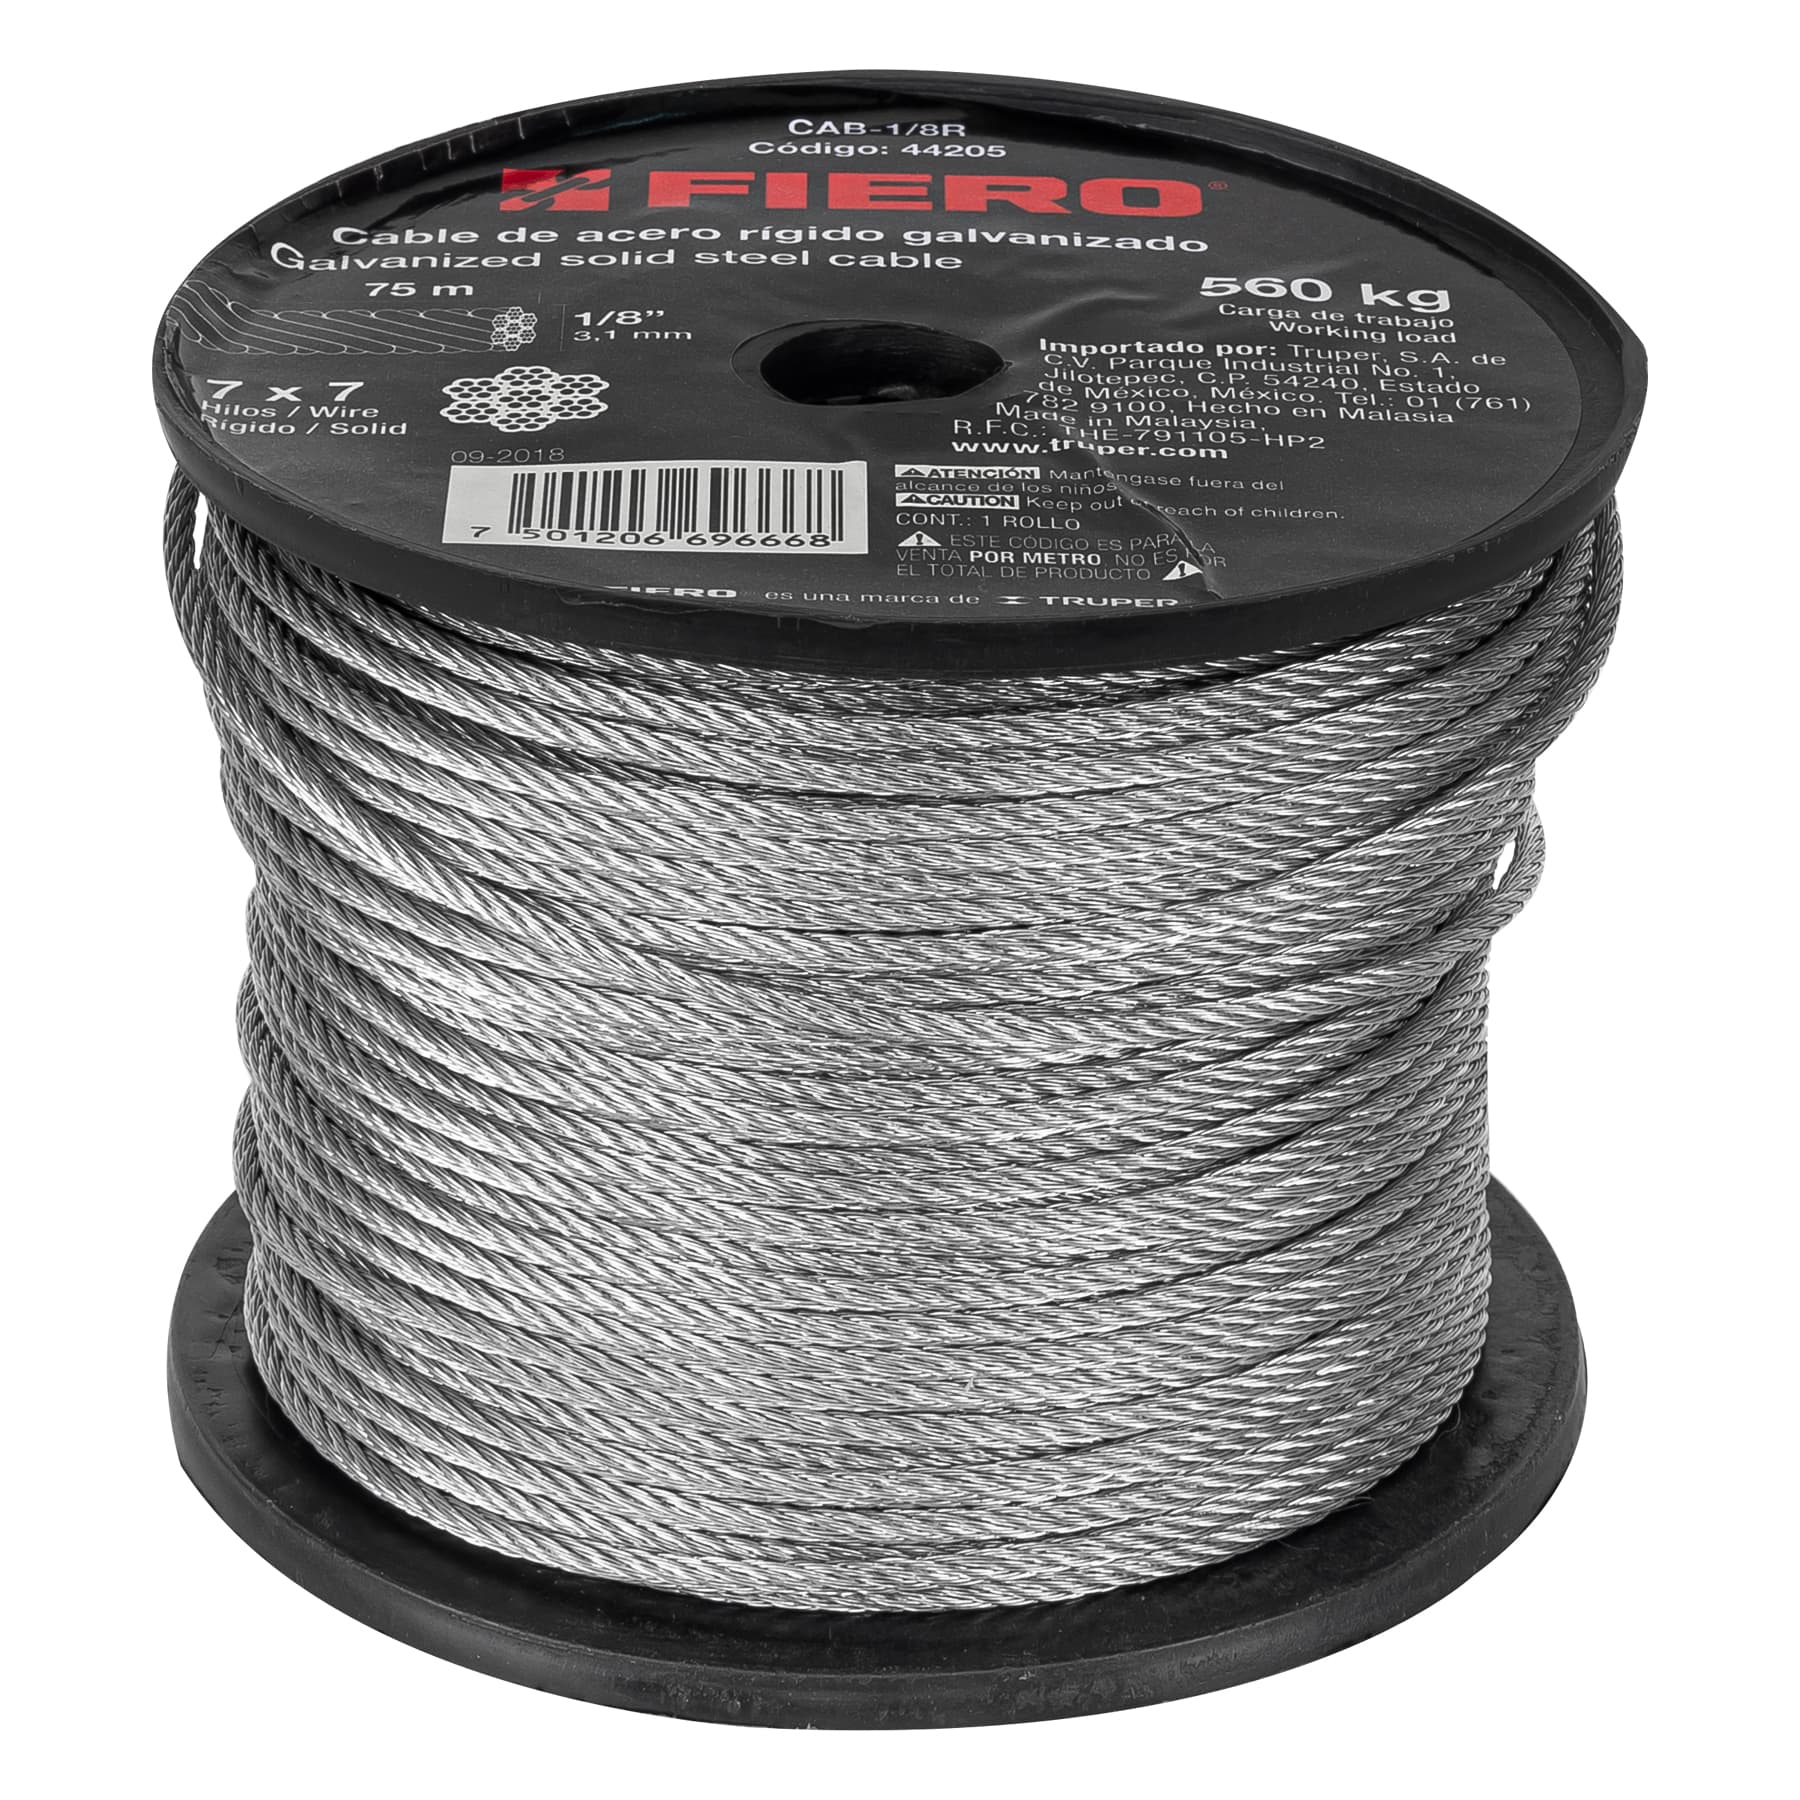 CAB-1/8R
Código: 44205
FIERO®
Cable de acero rígido galvanizado
Galvanized solid steel cable
75 m
1/8”
3,1 mm
7 x 7
Hilos / Wire
Rígido / Solid
560 kg
Carga de trabajo
Working load
Importado por: Truper, S.A. de
C.V. Parque Industrial No. 1,
Jilotepec, C.P. 54240, Estado
de México, México. Tel.: 01 (761)
782 9100, Hecho en Malasia
Made in Malaysia,
R.F.C.: THE-791105-HP2
www.truper.com
09-2018
7 501206 696668
ATENCIÓN Manténgase fuera del
alcance de los niños
CAUTION Keep out of reach of children.
CONT.: 1 ROLLO
ESTE CÓDIGO ES PARA LA
VENTA POR METRO, NO ES POR
EL TOTAL DE PRODUCTO
FIERO® es una marca de TRUPER